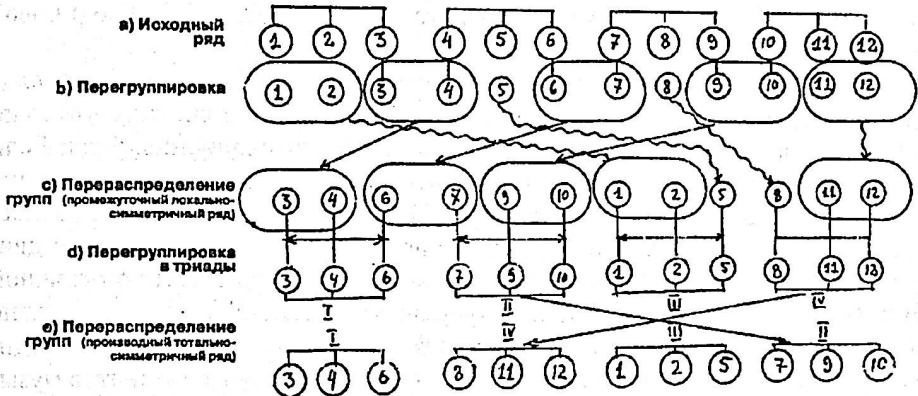 а) Исходный
ряд
1 2 3 4 5 6 7 8 9 10 11 12
b) Перегруппировка
1 2 3 4 5 6 7 8 9 10 11 12
c) Перераспределение
групп (промежуточный локально-
симметричный ряд)
3 4 6 7 9 10 1 2 5 8 11 12
d) Перегруппировка
в триады
3 4 6 7 9 10 1 2 5 8 11 12
I II III IV
e) Перераспределение
групп (производный тотально-
симметричный ряд)
I IV III II
3 4 6 8 11 12 1 2 5 7 9 10